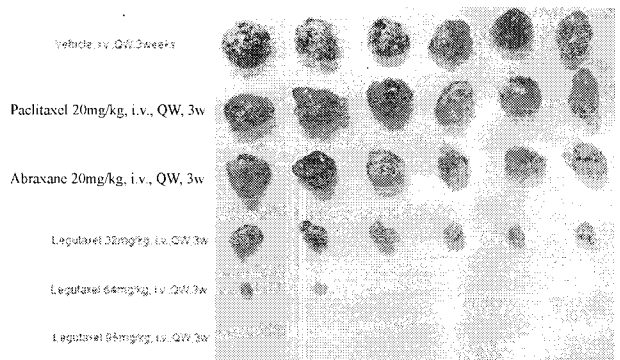 Vehicle, i.v. QW, 3weeks
Paclitaxel 20mg/kg, i.v., QW, 3w
Abraxane 20mg/kg, i.v., QW, 3w
Legutaxel 32mg/kg, i.v. QW, 3w
Legutaxel 64mg/kg, i.v. QW, 3w
Legutaxel 96mg/kg, i.v. QW, 3w